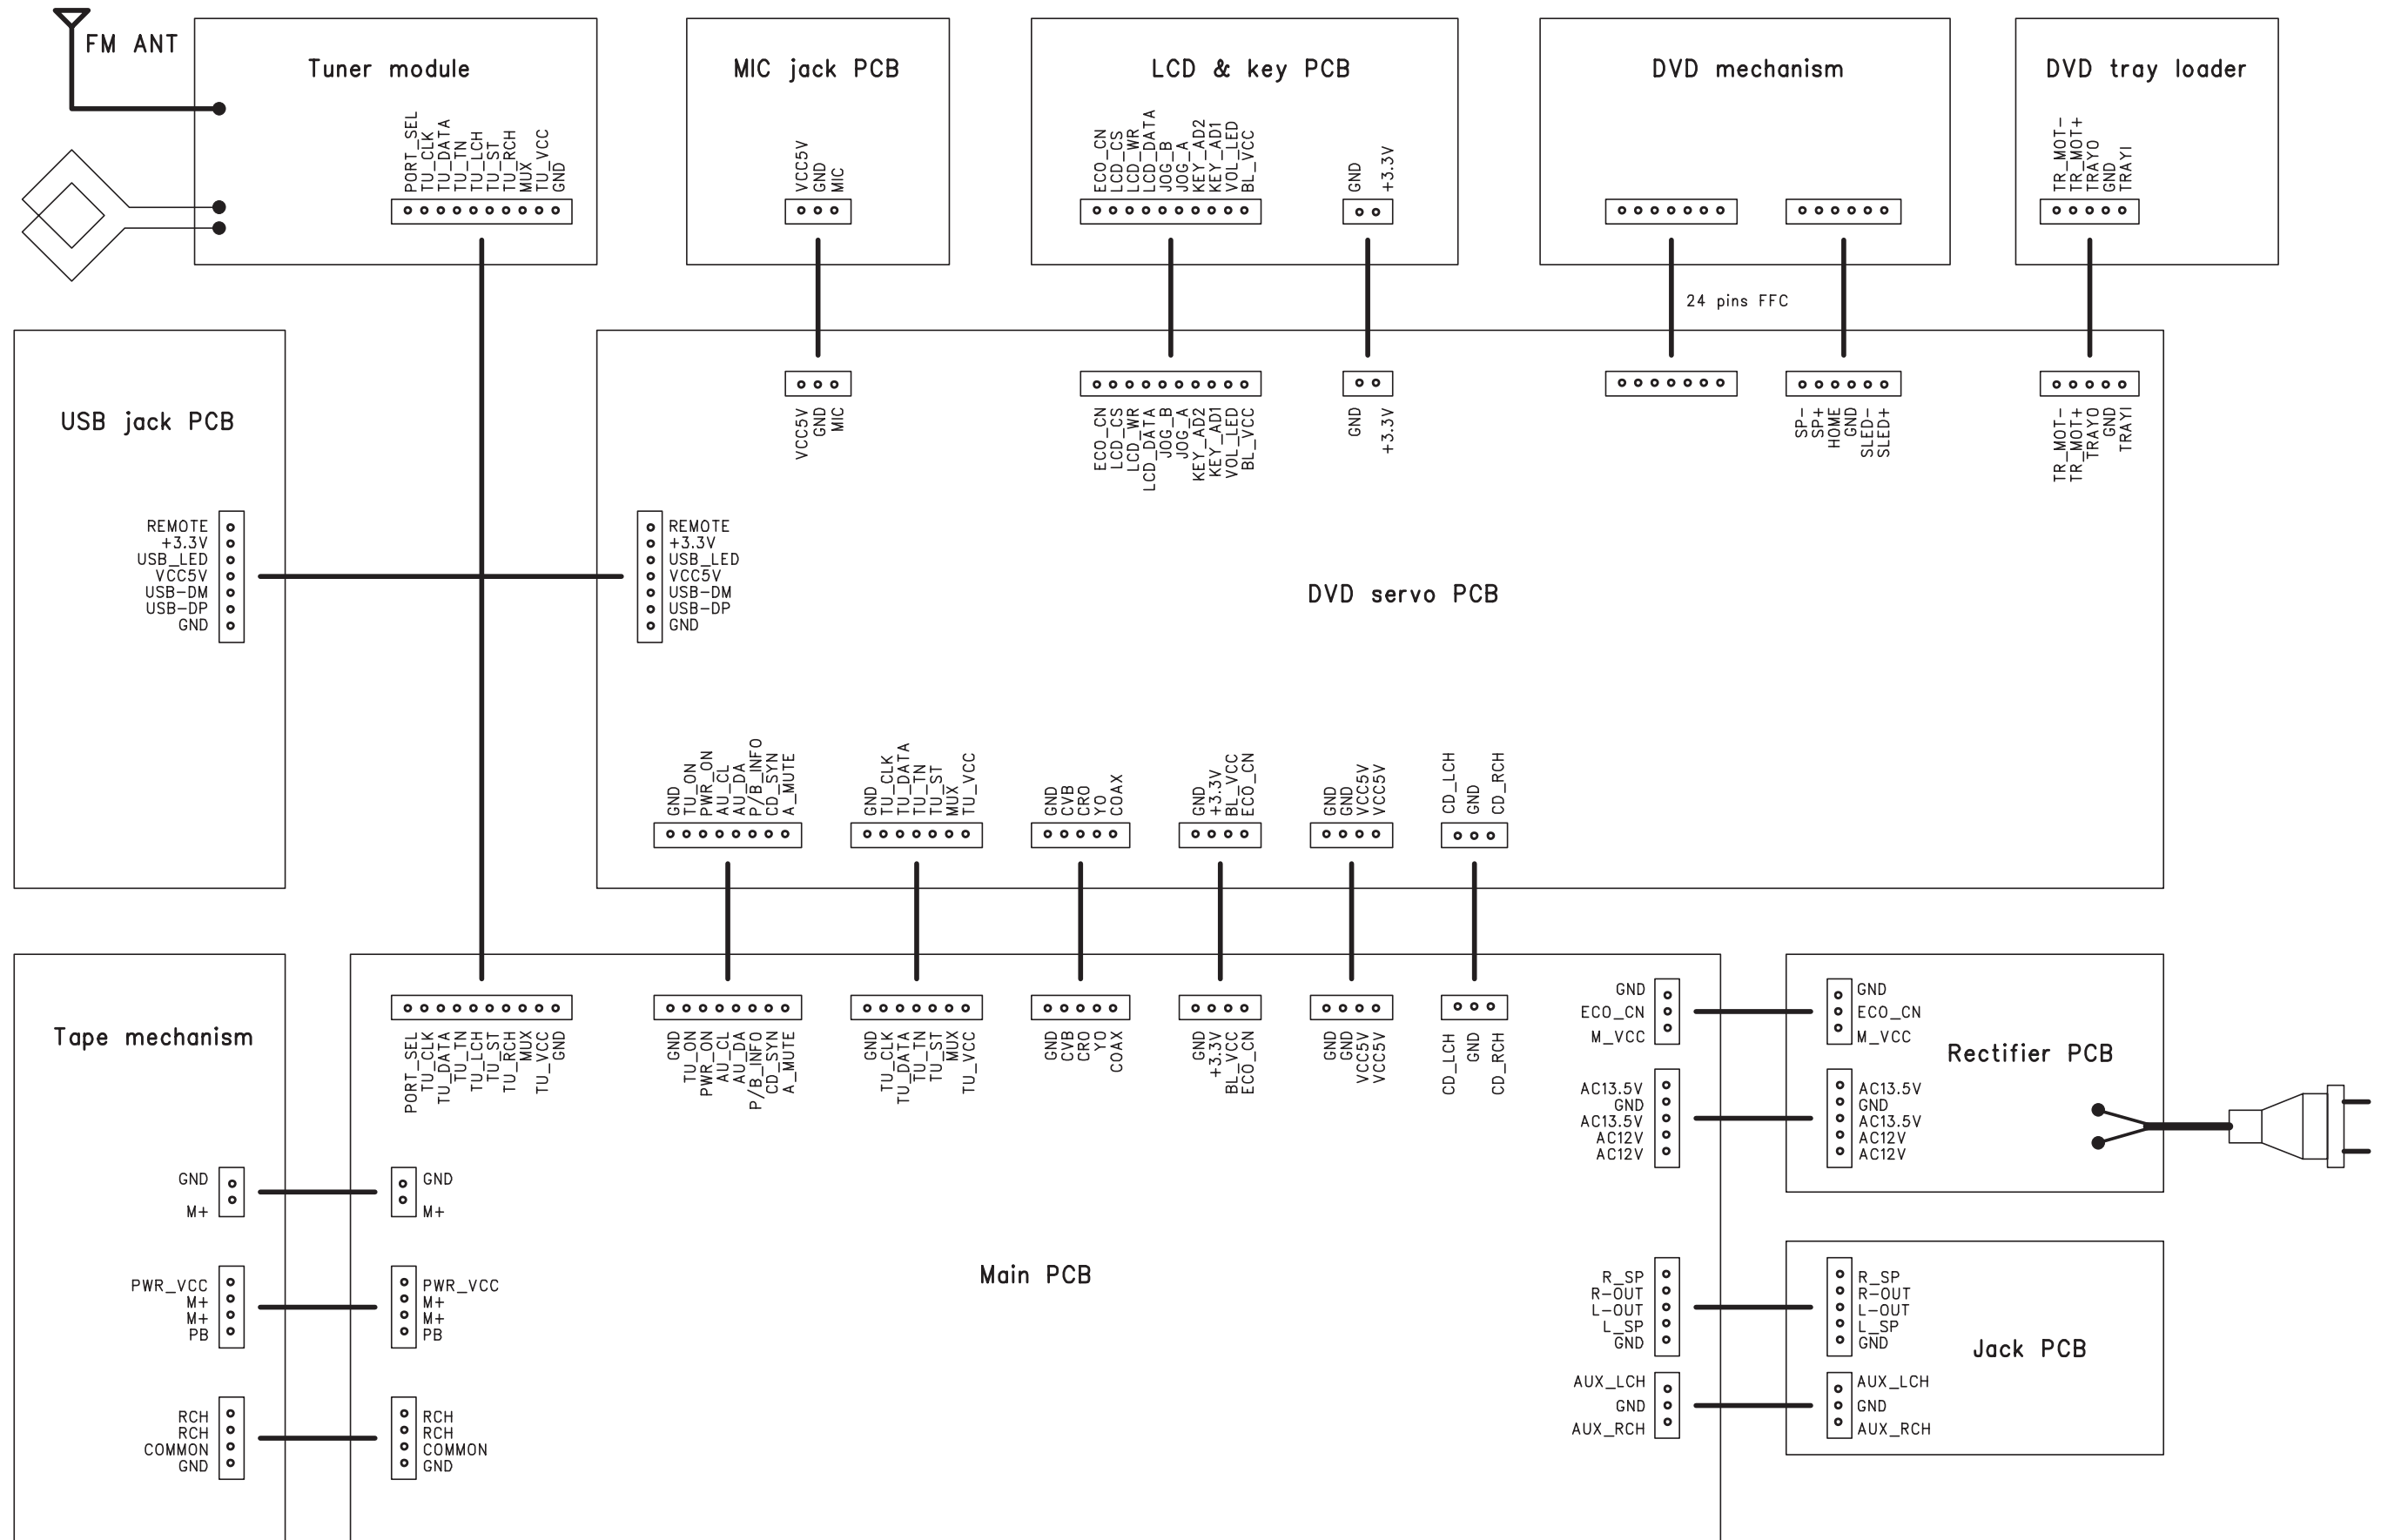 FM ANT
Tuner module
PORT_SEL
TU_CLK
TU_DATA
TU_TN
TU_LCH
TU_ST
TU_RCH
MUX
TU_VCC
GND
MIC jack PCB
VCC5V
GND
MIC
LCD & key PCB
ECO_CN
LCD_CS
LCD_WR
LCD_DATA
JOG_B
JOG_A
KEY_AD2
KEY_AD1
VOL_LED
BL_VCC
GND
+3.3V
DVD mechanism
24 pins FFC
DVD tray loader
TR_MOT-
TR_MOT+
TRAYO
GND
TRAYI
USB jack PCB
REMOTE
+3.3V
USB_LED
VCC5V
USB-DM
USB-DP
GND
DVD servo PCB
VCC5V
GND
MIC
ECO_CN
LCD_CS
LCD_WR
LCD_DATA
JOG_B
JOG_A
KEY_AD2
KEY_AD1
VOL_LED
BL_VCC
GND
+3.3V
SP-
SP+
HOME
GND
SLED-
SLED+
TR_MOT-
TR_MOT+
TRAYO
GND
TRAYI
REMOTE
+3.3V
USB_LED
VCC5V
USB-DM
USB-DP
GND
GND
TU_ON
PWR_ON
AU_CL
AU_DA
P/B_INFO
CD_SYN
A_MUTE
GND
TU_CLK
TU_DATA
TU_TN
TU_ST
MUX
TU_VCC
GND
CVB
CRO
YO
COAX
GND
+3.3V
BL_VCC
ECO_CN
GND
GND
VCC5V
VCC5V
CD_LCH
GND
CD_RCH
Tape mechanism
GND
M+
PWR_VCC
M+
M+
PB
RCH
RCH
COMMON
GND
Main PCB
PORT_SEL
TU_CLK
TU_DATA
TU_TN
TU_LCH
TU_ST
TU_RCH
MUX
TU_VCC
GND
GND
TU_ON
PWR_ON
AU_CL
AU_DA
P/B_INFO
CD_SYN
A_MUTE
GND
TU_CLK
TU_DATA
TU_TN
TU_ST
MUX
TU_VCC
GND
CVB
CRO
YO
COAX
GND
+3.3V
BL_VCC
ECO_CN
GND
GND
VCC5V
VCC5V
CD_LCH
GND
CD_RCH
GND
M+
PWR_VCC
M+
M+
PB
RCH
RCH
COMMON
GND
GND
ECO_CN
M_VCC
AC13.5V
GND
AC13.5V
AC12V
AC12V
R_SP
R-OUT
L-OUT
L_SP
GND
AUX_LCH
GND
AUX_RCH
Rectifier PCB
GND
ECO_CN
M_VCC
AC13.5V
GND
AC13.5V
AC12V
AC12V
Jack PCB
R_SP
R-OUT
L-OUT
L_SP
GND
AUX_LCH
GND
AUX_RCH